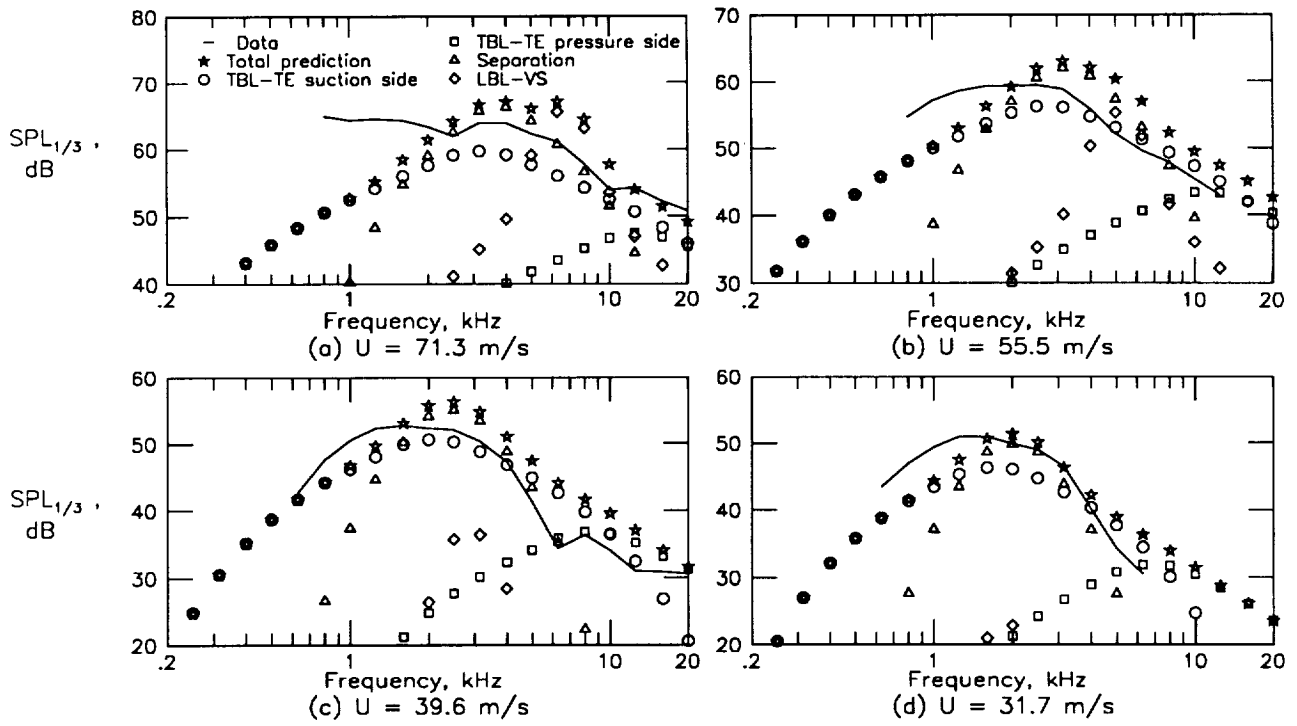 80
70
60
50
40
SPL1/3 ,
dB
— Data
☆ Total prediction
○ TBL-TE suction side
□ TBL-TE pressure side
△ Separation
◇ LBL-VS
.2
1
10
20
Frequency, kHz
(a) U = 71.3 m/s
70
60
50
40
30
.2
1
10
20
Frequency, kHz
(b) U = 55.5 m/s
60
50
40
30
20
SPL1/3 ,
dB
.2
1
10
20
Frequency, kHz
(c) U = 39.6 m/s
60
50
40
30
20
.2
1
10
20
Frequency, kHz
(d) U = 31.7 m/s